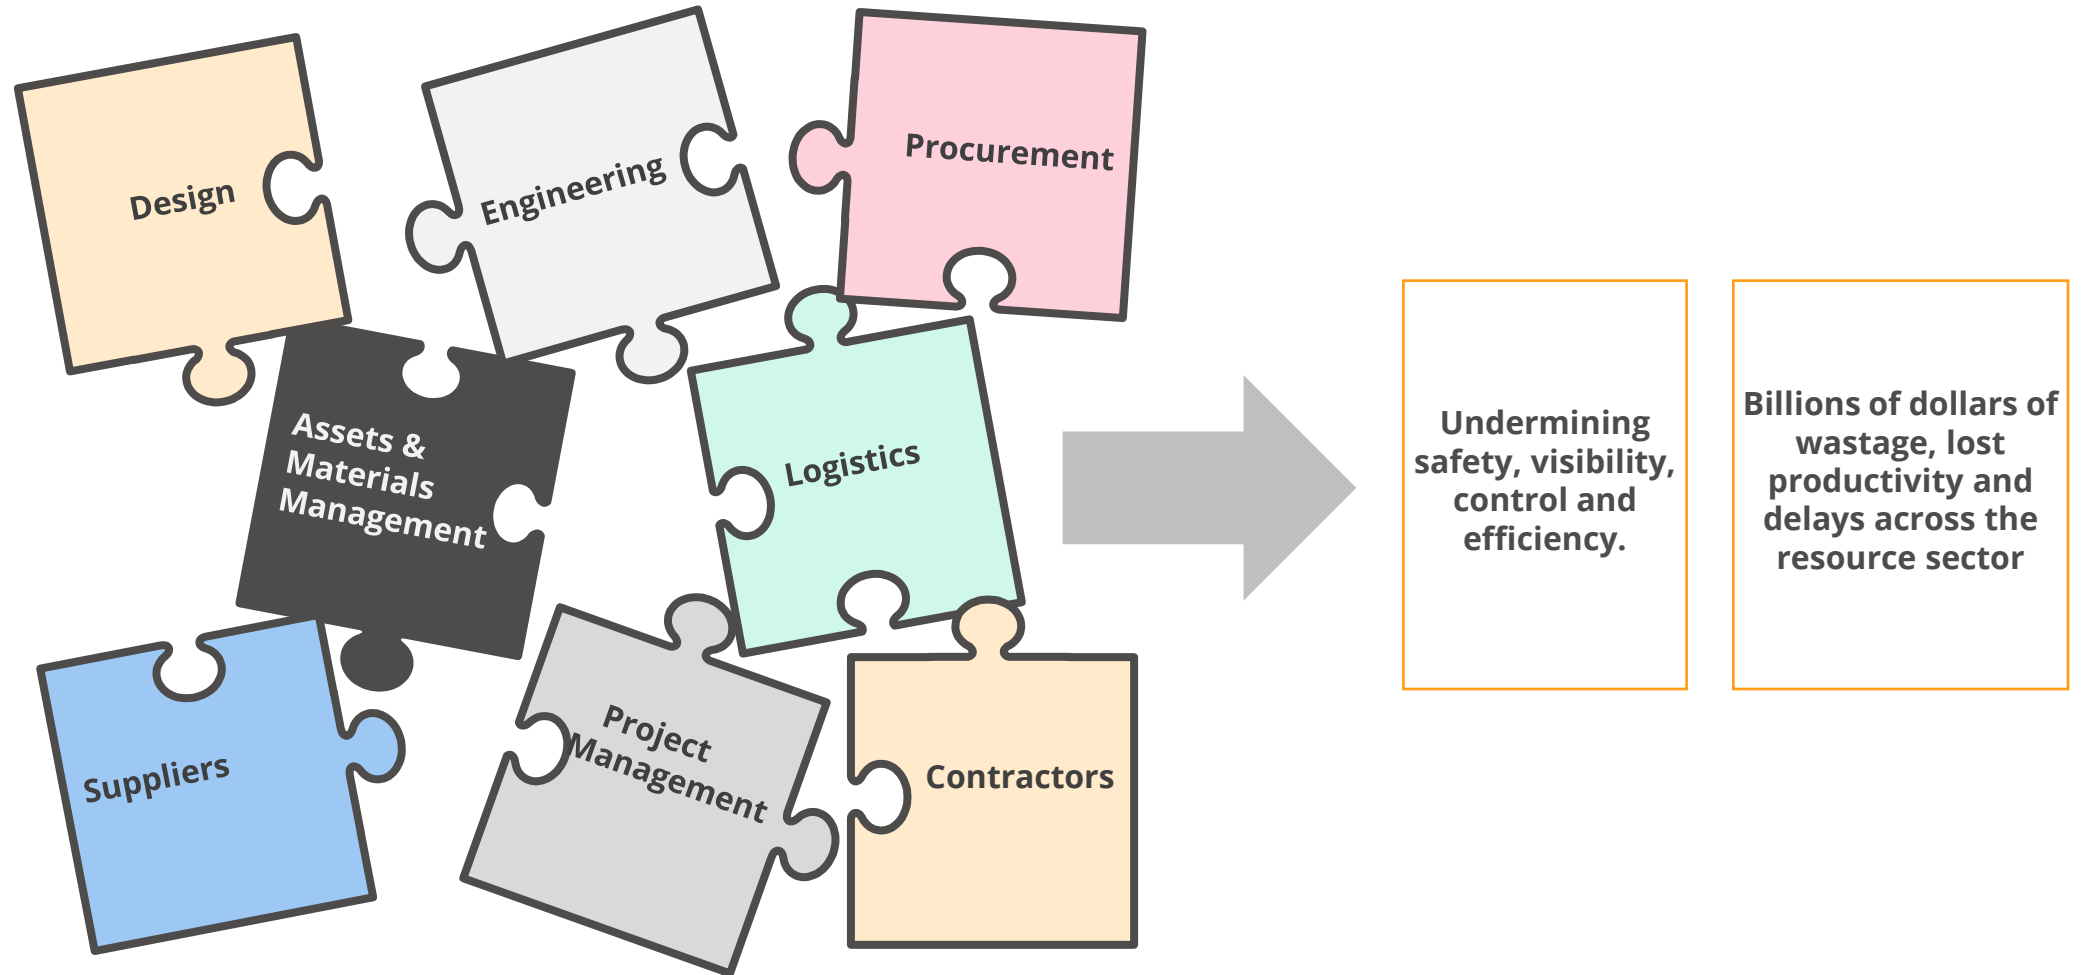 Design
Engineering
Procurement
Assets &
Materials
Management
Logistics
Suppliers
Project
Management
Contractors
Undermining
safety, visibility,
control and
efficiency.
Billions of dollars of
wastage, lost
productivity and
delays across the
resource sector